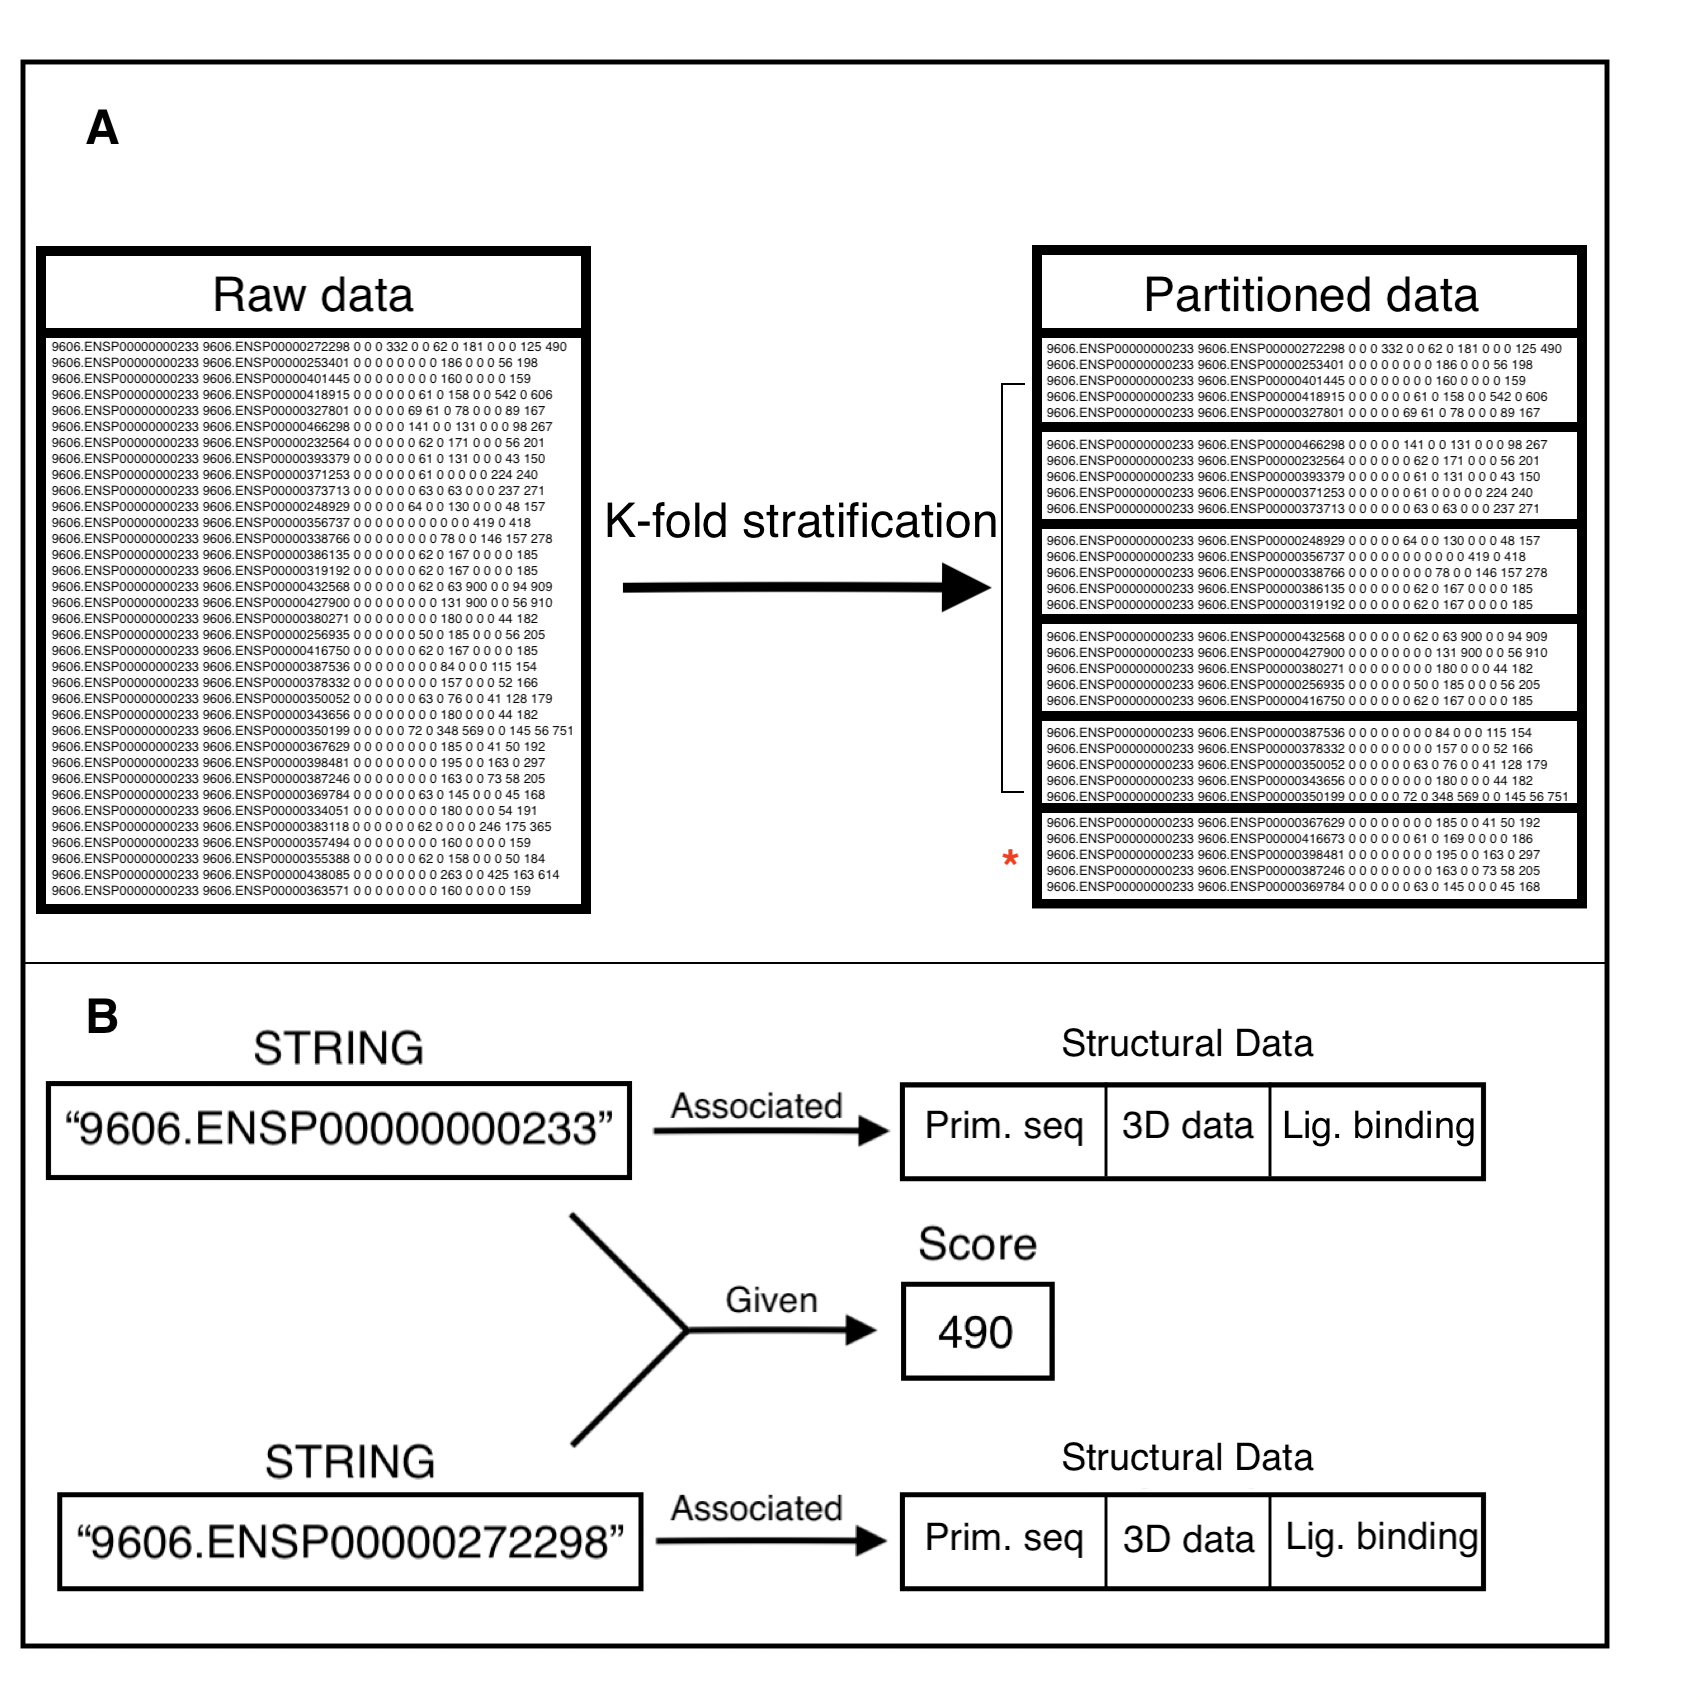 A
Raw data
9606.ENSP00000000233 9606.ENSP00000272298 0 0 0 332 0 0 62 0 181 0 0 0 125 490
9606.ENSP00000000233 9606.ENSP00000253401 0 0 0 0 0 0 0 0 186 0 0 0 56 198
9606.ENSP00000000233 9606.ENSP00000401445 0 0 0 0 0 0 0 0 160 0 0 0 0 159
9606.ENSP00000000233 9606.ENSP00000418915 0 0 0 0 0 0 61 0 158 0 0 542 0 606
9606.ENSP00000000233 9606.ENSP00000327801 0 0 0 0 0 69 61 0 78 0 0 0 89 167
9606.ENSP00000000233 9606.ENSP00000466298 0 0 0 0 0 141 0 0 131 0 0 0 98 267
9606.ENSP00000000233 9606.ENSP00000232564 0 0 0 0 0 0 62 0 171 0 0 0 56 201
9606.ENSP00000000233 9606.ENSP00000393379 0 0 0 0 0 0 61 0 131 0 0 0 43 150
9606.ENSP00000000233 9606.ENSP00000371253 0 0 0 0 0 0 61 0 0 0 0 0 224 240
9606.ENSP00000000233 9606.ENSP00000373713 0 0 0 0 0 0 63 0 63 0 0 0 237 271
9606.ENSP00000000233 9606.ENSP00000248929 0 0 0 0 0 64 0 0 130 0 0 0 48 157
9606.ENSP00000000233 9606.ENSP00000356737 0 0 0 0 0 0 0 0 0 0 0 419 0 418
9606.ENSP00000000233 9606.ENSP00000338766 0 0 0 0 0 0 0 0 78 0 0 146 157 278
9606.ENSP00000000233 9606.ENSP00000386135 0 0 0 0 0 0 62 0 167 0 0 0 0 185
9606.ENSP00000000233 9606.ENSP00000319192 0 0 0 0 0 0 62 0 167 0 0 0 0 185
9606.ENSP00000000233 9606.ENSP00000432568 0 0 0 0 0 0 62 0 63 900 0 0 94 909
9606.ENSP00000000233 9606.ENSP00000427900 0 0 0 0 0 0 0 0 131 900 0 0 56 910
9606.ENSP00000000233 9606.ENSP00000380271 0 0 0 0 0 0 0 0 180 0 0 0 44 182
9606.ENSP00000000233 9606.ENSP00000256935 0 0 0 0 0 0 50 0 185 0 0 0 56 205
9606.ENSP00000000233 9606.ENSP00000416750 0 0 0 0 0 0 62 0 167 0 0 0 0 185
9606.ENSP00000000233 9606.ENSP00000387536 0 0 0 0 0 0 0 0 84 0 0 0 115 154
9606.ENSP00000000233 9606.ENSP00000378332 0 0 0 0 0 0 0 0 157 0 0 0 52 166
9606.ENSP00000000233 9606.ENSP00000350052 0 0 0 0 0 0 63 0 76 0 0 41 128 179
9606.ENSP00000000233 9606.ENSP00000343656 0 0 0 0 0 0 0 0 180 0 0 0 44 182
9606.ENSP00000000233 9606.ENSP00000350199 0 0 0 0 0 72 0 348 569 0 0 145 56 751
9606.ENSP00000000233 9606.ENSP00000367629 0 0 0 0 0 0 0 0 185 0 0 41 50 192
9606.ENSP00000000233 9606.ENSP00000398481 0 0 0 0 0 0 0 0 195 0 0 163 0 297
9606.ENSP00000000233 9606.ENSP00000387246 0 0 0 0 0 0 0 0 163 0 0 73 58 205
9606.ENSP00000000233 9606.ENSP00000369784 0 0 0 0 0 0 63 0 145 0 0 0 45 168
9606.ENSP00000000233 9606.ENSP00000334051 0 0 0 0 0 0 0 0 180 0 0 0 54 191
9606.ENSP00000000233 9606.ENSP00000383118 0 0 0 0 0 0 62 0 0 0 0 246 175 365
9606.ENSP00000000233 9606.ENSP00000357494 0 0 0 0 0 0 0 0 160 0 0 0 0 159
9606.ENSP00000000233 9606.ENSP00000355388 0 0 0 0 0 0 62 0 158 0 0 0 50 184
9606.ENSP00000000233 9606.ENSP00000438085 0 0 0 0 0 0 0 0 263 0 0 425 163 614
9606.ENSP00000000233 9606.ENSP00000363571 0 0 0 0 0 0 0 0 160 0 0 0 0 159
K-fold stratification
Partitioned data
9606.ENSP00000000233 9606.ENSP00000272298 0 0 0 332 0 0 62 0 181 0 0 0 125 490
9606.ENSP00000000233 9606.ENSP00000253401 0 0 0 0 0 0 0 0 186 0 0 0 56 198
9606.ENSP00000000233 9606.ENSP00000401445 0 0 0 0 0 0 0 0 160 0 0 0 0 159
9606.ENSP00000000233 9606.ENSP00000418915 0 0 0 0 0 0 61 0 158 0 0 542 0 606
9606.ENSP00000000233 9606.ENSP00000327801 0 0 0 0 0 69 61 0 78 0 0 0 89 167
9606.ENSP00000000233 9606.ENSP00000466298 0 0 0 0 0 141 0 0 131 0 0 0 98 267
9606.ENSP00000000233 9606.ENSP00000232564 0 0 0 0 0 0 62 0 171 0 0 0 56 201
9606.ENSP00000000233 9606.ENSP00000393379 0 0 0 0 0 0 61 0 131 0 0 0 43 150
9606.ENSP00000000233 9606.ENSP00000371253 0 0 0 0 0 0 61 0 0 0 0 0 224 240
9606.ENSP00000000233 9606.ENSP00000373713 0 0 0 0 0 0 63 0 63 0 0 0 237 271
9606.ENSP00000000233 9606.ENSP00000248929 0 0 0 0 0 64 0 0 130 0 0 0 48 157
9606.ENSP00000000233 9606.ENSP00000356737 0 0 0 0 0 0 0 0 0 0 0 419 0 418
9606.ENSP00000000233 9606.ENSP00000338766 0 0 0 0 0 0 0 0 78 0 0 146 157 278
9606.ENSP00000000233 9606.ENSP00000386135 0 0 0 0 0 0 62 0 167 0 0 0 0 185
9606.ENSP00000000233 9606.ENSP00000319192 0 0 0 0 0 0 62 0 167 0 0 0 0 185
9606.ENSP00000000233 9606.ENSP00000432568 0 0 0 0 0 0 62 0 63 900 0 0 94 909
9606.ENSP00000000233 9606.ENSP00000427900 0 0 0 0 0 0 0 0 131 900 0 0 56 910
9606.ENSP00000000233 9606.ENSP00000380271 0 0 0 0 0 0 0 0 180 0 0 0 44 182
9606.ENSP00000000233 9606.ENSP00000256935 0 0 0 0 0 0 50 0 185 0 0 0 56 205
9606.ENSP00000000233 9606.ENSP00000416750 0 0 0 0 0 0 62 0 167 0 0 0 0 185
9606.ENSP00000000233 9606.ENSP00000387536 0 0 0 0 0 0 0 0 84 0 0 0 115 154
9606.ENSP00000000233 9606.ENSP00000378332 0 0 0 0 0 0 0 0 157 0 0 0 52 166
9606.ENSP00000000233 9606.ENSP00000350052 0 0 0 0 0 0 63 0 76 0 0 41 128 179
9606.ENSP00000000233 9606.ENSP00000343656 0 0 0 0 0 0 0 0 180 0 0 0 44 182
9606.ENSP00000000233 9606.ENSP00000350199 0 0 0 0 0 72 0 348 569 0 0 145 56 751
9606.ENSP00000000233 9606.ENSP00000367629 0 0 0 0 0 0 0 0 185 0 0 41 50 192
9606.ENSP00000000233 9606.ENSP00000416673 0 0 0 0 0 0 61 0 169 0 0 0 0 186
9606.ENSP00000000233 9606.ENSP00000398481 0 0 0 0 0 0 0 0 195 0 0 163 0 297
9606.ENSP00000000233 9606.ENSP00000387246 0 0 0 0 0 0 0 0 163 0 0 73 58 205
9606.ENSP00000000233 9606.ENSP00000369784 0 0 0 0 0 0 63 0 145 0 0 0 45 168
*
B
STRING
“9606.ENSP00000000233”
Associated
Structural Data
Prim. seq 3D data Lig. binding
Given
Score
490
STRING
“9606.ENSP00000272298”
Associated
Structural Data
Prim. seq 3D data Lig. binding